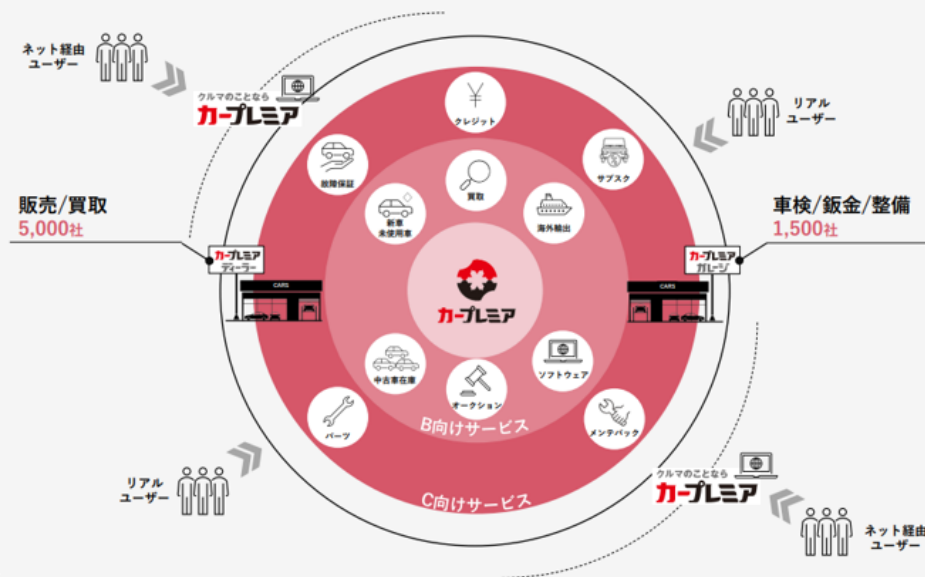 ネット経由
ユーザー
クルマのことなら
カープレミア
リアル
ユーザー
クレジット
故障保証
サブスク
買取
新車
未使用車
海外輸出
販売/買取
5,000社
車検/鈑金/整備
1,500社
カープレミア
ディーラー
CARS
カープレミア
ガレージ
CARS
カープレミア
中古車在庫
オークション
ソフトウェア
パーツ
メンテパック
B向けサービス
C向けサービス
リアル
ユーザー
クルマのことなら
カープレミア
ネット経由
ユーザー